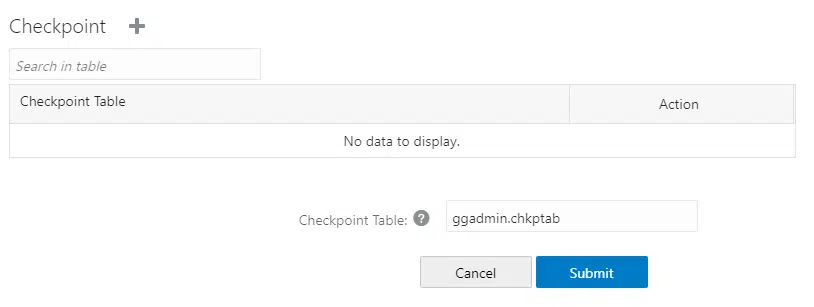 Checkpoint +
Search in table
Checkpoint Table Action
No data to display.
Checkpoint Table: ? ggadmin.chkptab
Cancel Submit